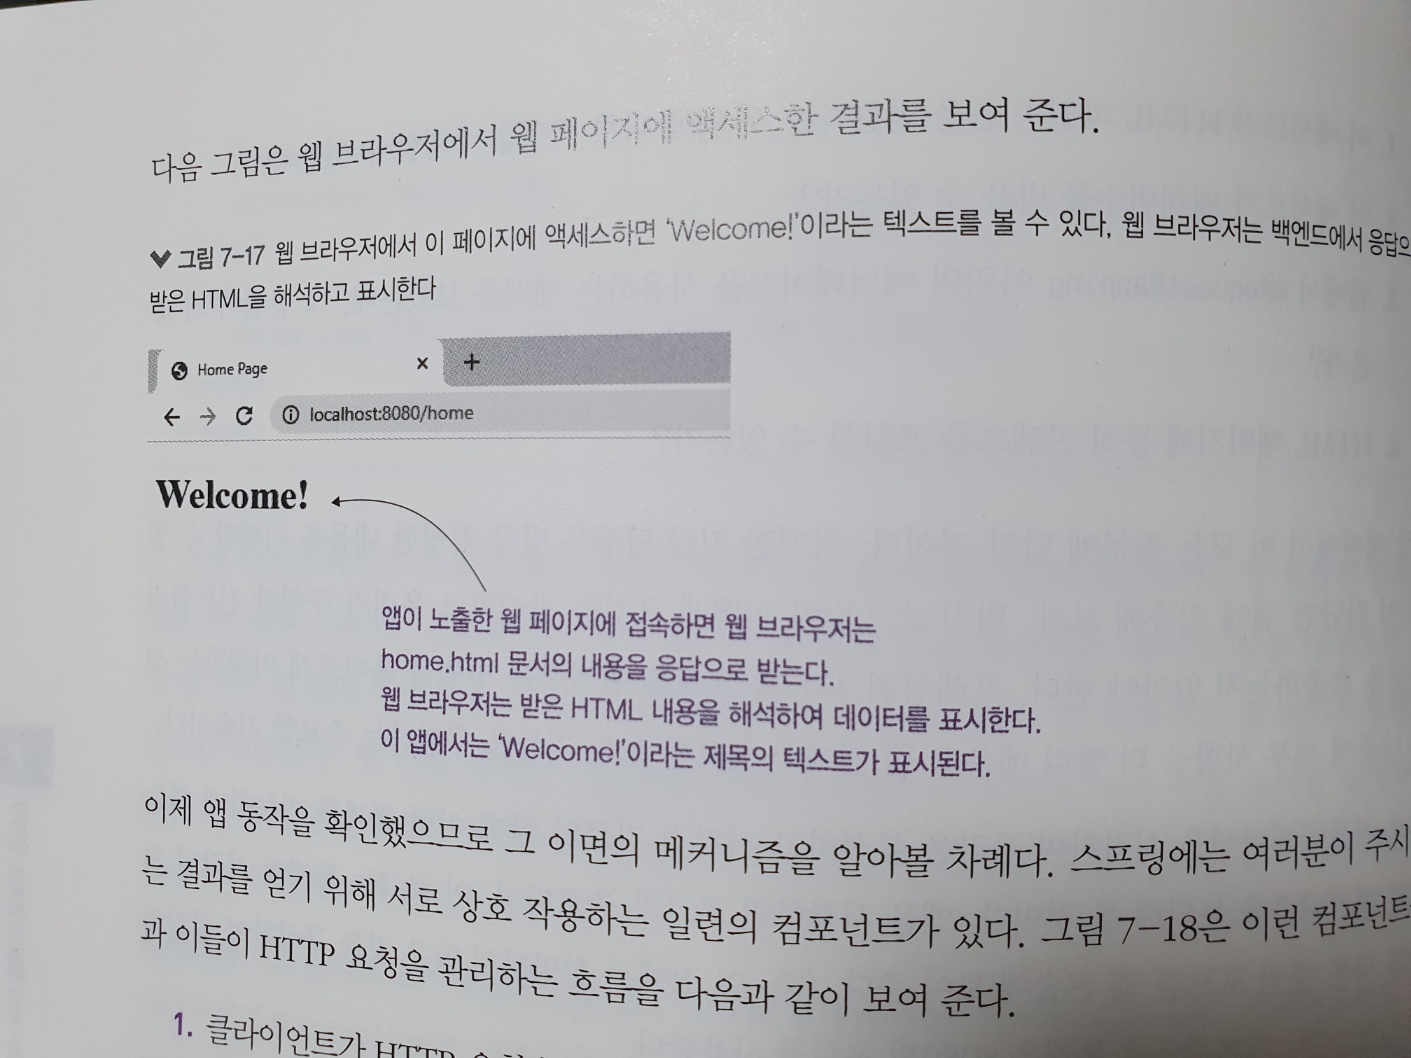 다음 그림은 웹 브라우저에서 웹 페이지에 액세스한 결과를 보여 준다.
그림 7-17 웹 브라우저에서 이 페이지에 액세스하면 ‘Welcome!’이라는 텍스트를 볼 수 있다, 웹 브라우저는 백엔드에서 응답으
받은 HTML을 해석하고 표시한다
Home Page × +
localhost:8080/home
Welcome!
앱이 노출한 웹 페이지에 접속하면 웹 브라우저는
home.html 문서의 내용을 응답으로 받는다.
웹 브라우저는 받은 HTML 내용을 해석하여 데이터를 표시한다.
이 앱에서는 ‘Welcome!’이라는 제목의 텍스트가 표시된다.
이제 앱 동작을 확인했으므로 그 이면의 메커니즘을 알아볼 차례다. 스프링에는 여러분이 주시
는 결과를 얻기 위해 서로 상호 작용하는 일련의 컴포넌트가 있다. 그림 7-18은 이런 컴포넌트
과 이들이 HTTP 요청을 관리하는 흐름을 다음과 같이 보여 준다.
1. 클라이언트가 HTTP